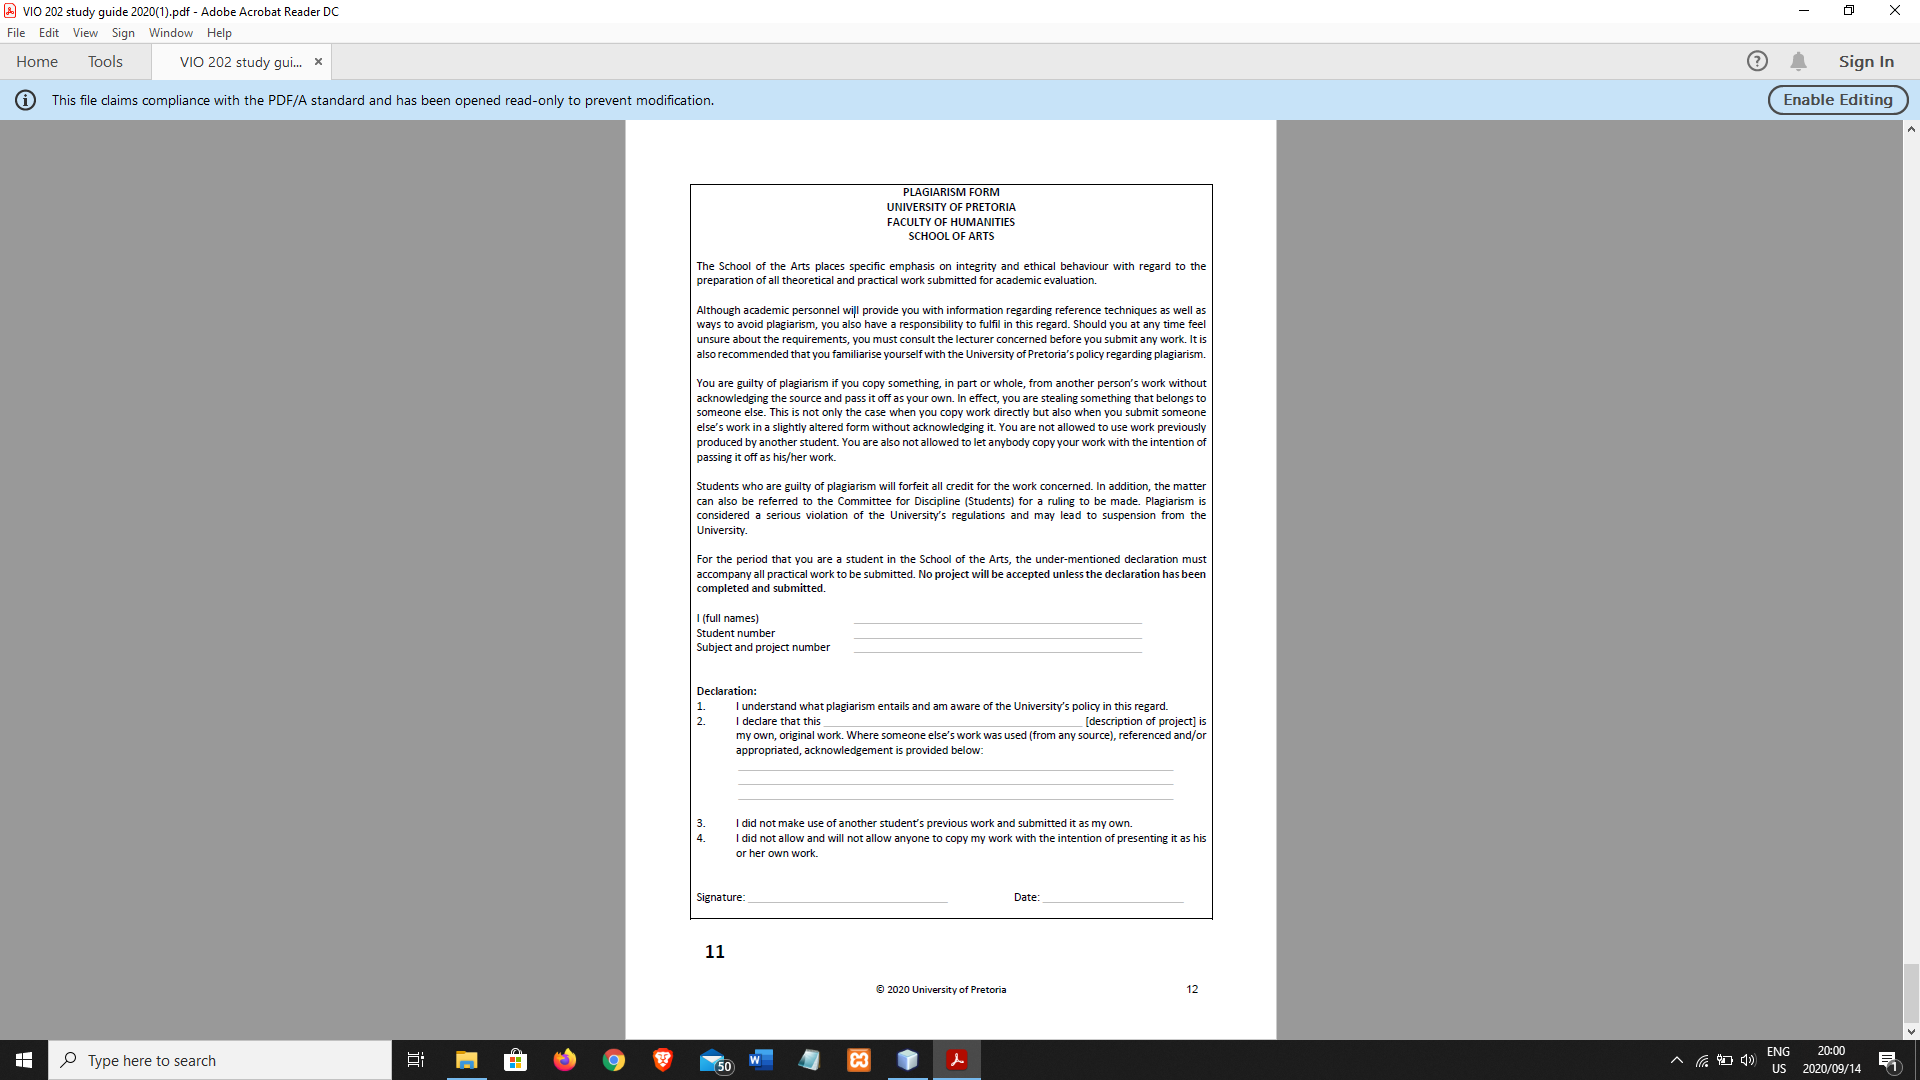 VIO 202 study guide 2020(1).pdf - Adobe Acrobat Reader DC
File Edit View Sign Window Help
Home Tools VIO 202 study gui... × ? Sign In
This file claims compliance with the PDF/A standard and has been opened read-only to prevent modification. Enable Editing
PLAGIARISM FORM
UNIVERSITY OF PRETORIA
FACULTY OF HUMANITIES
SCHOOL OF ARTS
The School of the Arts places specific emphasis on integrity and ethical behaviour with regard to the
preparation of all theoretical and practical work submitted for academic evaluation.
Although academic personnel will provide you with information regarding reference techniques as well as
ways to avoid plagiarism, you also have a responsibility to fulfil in this regard. Should you at any time feel
unsure about the requirements, you must consult the lecturer concerned before you submit any work. It is
also recommended that you familiarise yourself with the University of Pretoria's policy regarding plagiarism.
You are guilty of plagiarism if you copy something, in part or whole, from another person's work without
acknowledging the source and pass it off as your own. In effect, you are stealing something that belongs to
someone else. This is not only the case when you copy work directly but also when you submit someone
else's work in a slightly altered form without acknowledging it. You are not allowed to use work previously
produced by another student. You are also not allowed to let anybody copy your work with the intention of
passing it off as his/her work.
Students who are guilty of plagiarism will forfeit all credit for the work concerned. In addition, the matter
can also be referred to the Committee for Discipline (Students) for a ruling to be made. Plagiarism is
considered a serious violation of the University's regulations and may lead to suspension from the
University.
For the period that you are a student in the School of the Arts, the under-mentioned declaration must
accompany all practical work to be submitted. No project will be accepted unless the declaration has been
completed and submitted.
I (full names)
Student number
Subject and project number
Declaration:
1. I understand what plagiarism entails and am aware of the University's policy in this regard.
2. I declare that this ____ [description of project] is
my own, original work. Where someone else's work was used (from any source), referenced and/or
appropriated, acknowledgement is provided below:
3. I did not make use of another student's previous work and submitted it as my own.
4. I did not allow and will not allow anyone to copy my work with the intention of presenting it as his
or her own work.
Signature: ____ Date: ____
11
© 2020 University of Pretoria 12
Type here to search 50 W ENG 20:00
US 2020/09/14 1